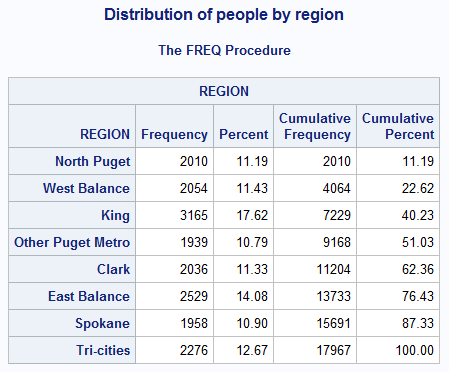 Distribution of people by region
The FREQ Procedure
REGION
REGION Frequency Percent Cumulative Frequency Cumulative Percent
North Puget 2010 11.19 2010 11.19
West Balance 2054 11.43 4064 22.62
King 3165 17.62 7229 40.23
Other Puget Metro 1939 10.79 9168 51.03
Clark 2036 11.33 11204 62.36
East Balance 2529 14.08 13733 76.43
Spokane 1958 10.90 15691 87.33
Tri-cities 2276 12.67 17967 100.00